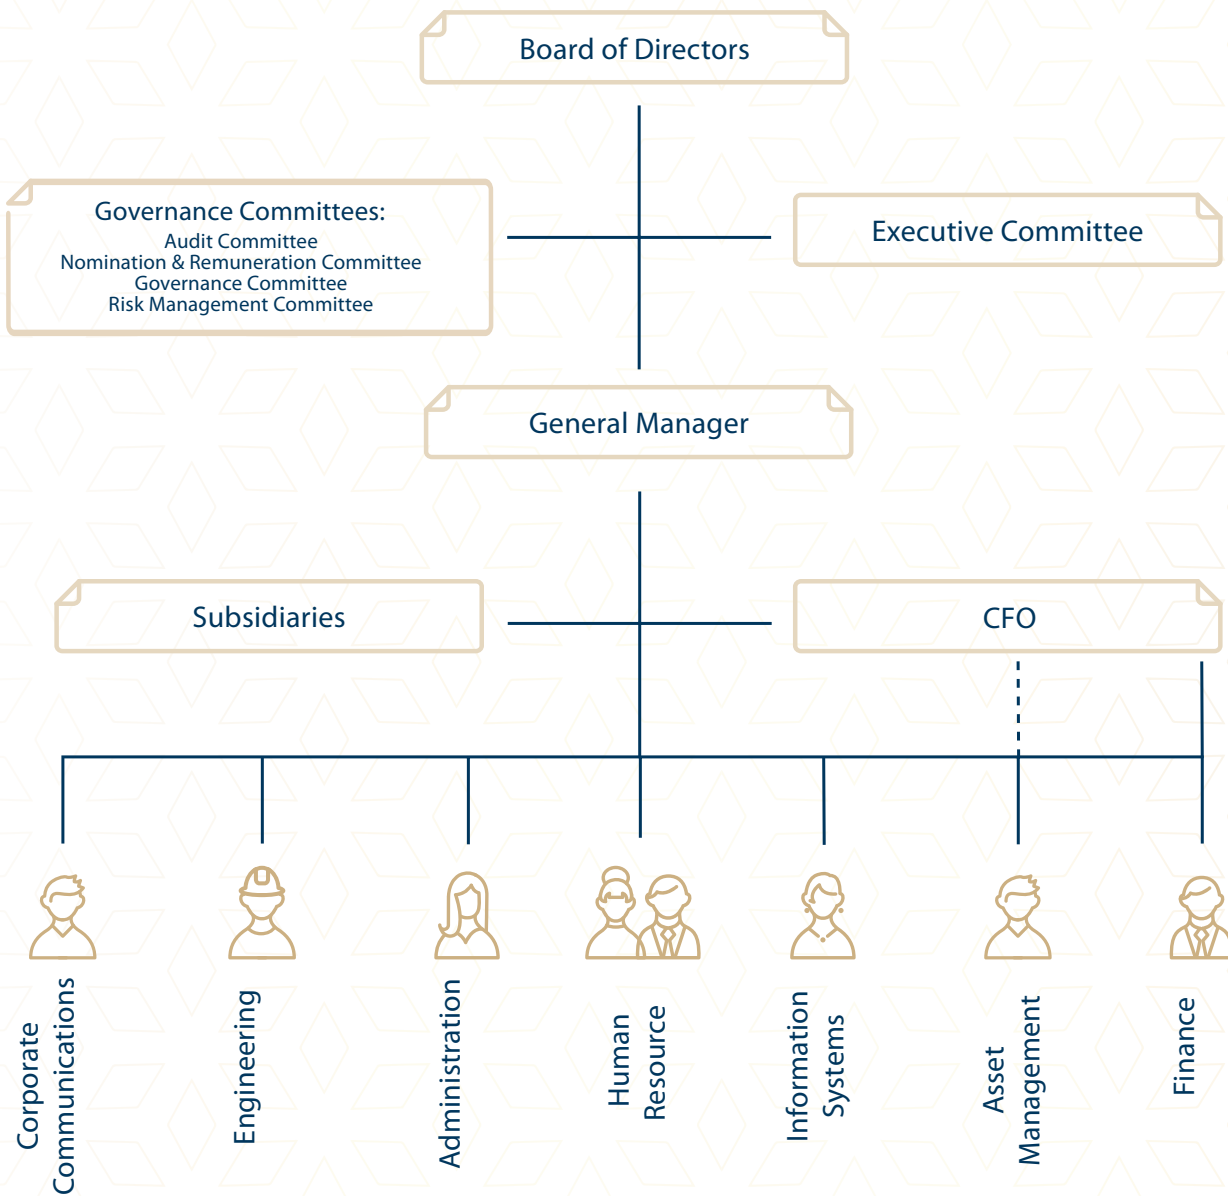 Board of Directors
Governance Committees:
Audit Committee
Nomination & Remuneration Committee
Governance Committee
Risk Management Committee
Executive Committee
General Manager
Subsidiaries
CFO
Corporate
Communications
Engineering
Administration
Human
Resource
Information
Systems
Asset
Management
Finance